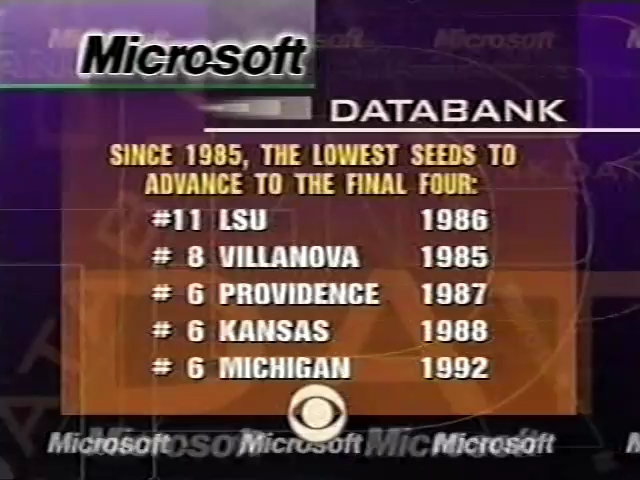 Microsoft
DATABANK
SINCE 1985, THE LOWEST SEEDS TO
ADVANCE TO THE FINAL FOUR:
#11 LSU 1986
# 8 VILLANOVA 1985
# 6 PROVIDENCE 1987
# 6 KANSAS 1988
# 6 MICHIGAN 1992
Microsoft Microsoft Microsoft